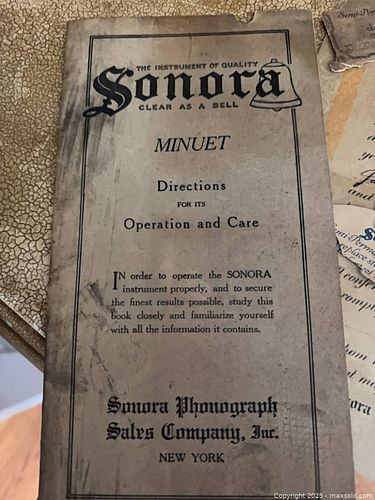 THE INSTRUMENT OF QUALITY
Sonora
CLEAR AS A BELL
MINUET
Directions
FOR ITS
Operation and Care
IN order to operate the SONORA
instrument properly, and to secure
the finest results possible, study this
book closely and familiarize yourself
with all the information it contains.
Sonora Phonograph
Sales Company, Inc.
NEW YORK
Copyright 2025 - maxsold.com